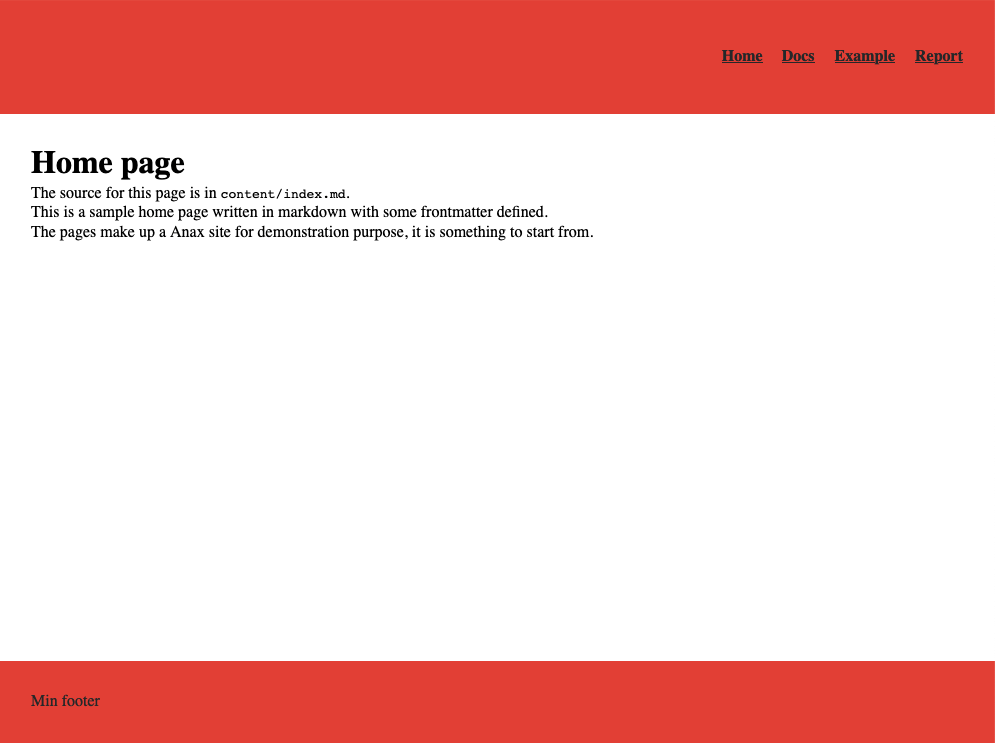 Home Docs Example Report
Home page
The source for this page is in content/index.md.
This is a sample home page written in markdown with some frontmatter defined.
The pages make up a Anax site for demonstration purpose, it is something to start from.
Min footer